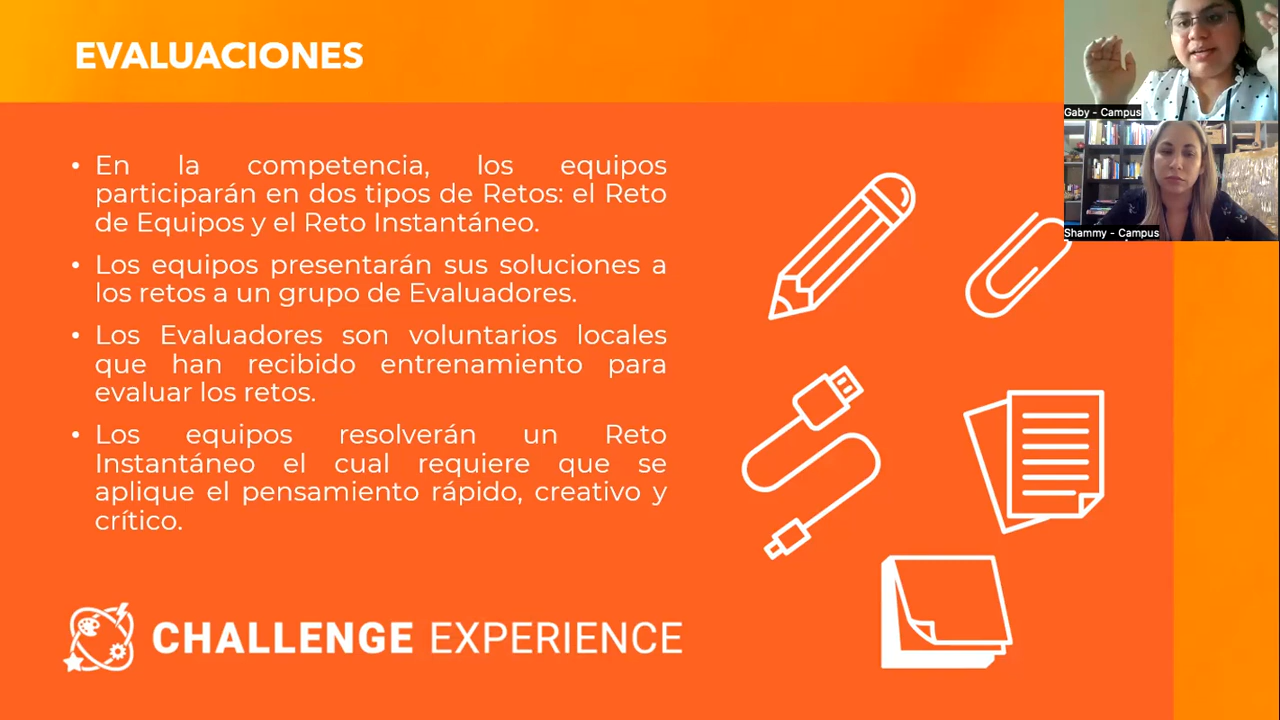 EVALUACIONES
• En la competencia, los equipos
participarán en dos tipos de Retos: el Reto
de Equipos y el Reto Instantáneo.
• Los equipos presentarán sus soluciones a
los retos a un grupo de Evaluadores.
• Los Evaluadores son voluntarios locales
que han recibido entrenamiento para
evaluar los retos.
• Los equipos resolverán un Reto
Instantáneo el cual requiere que se
aplique el pensamiento rápido, creativo y
crítico.
CHALLENGE EXPERIENCE
Gaby - Campus
Shammy - Campus